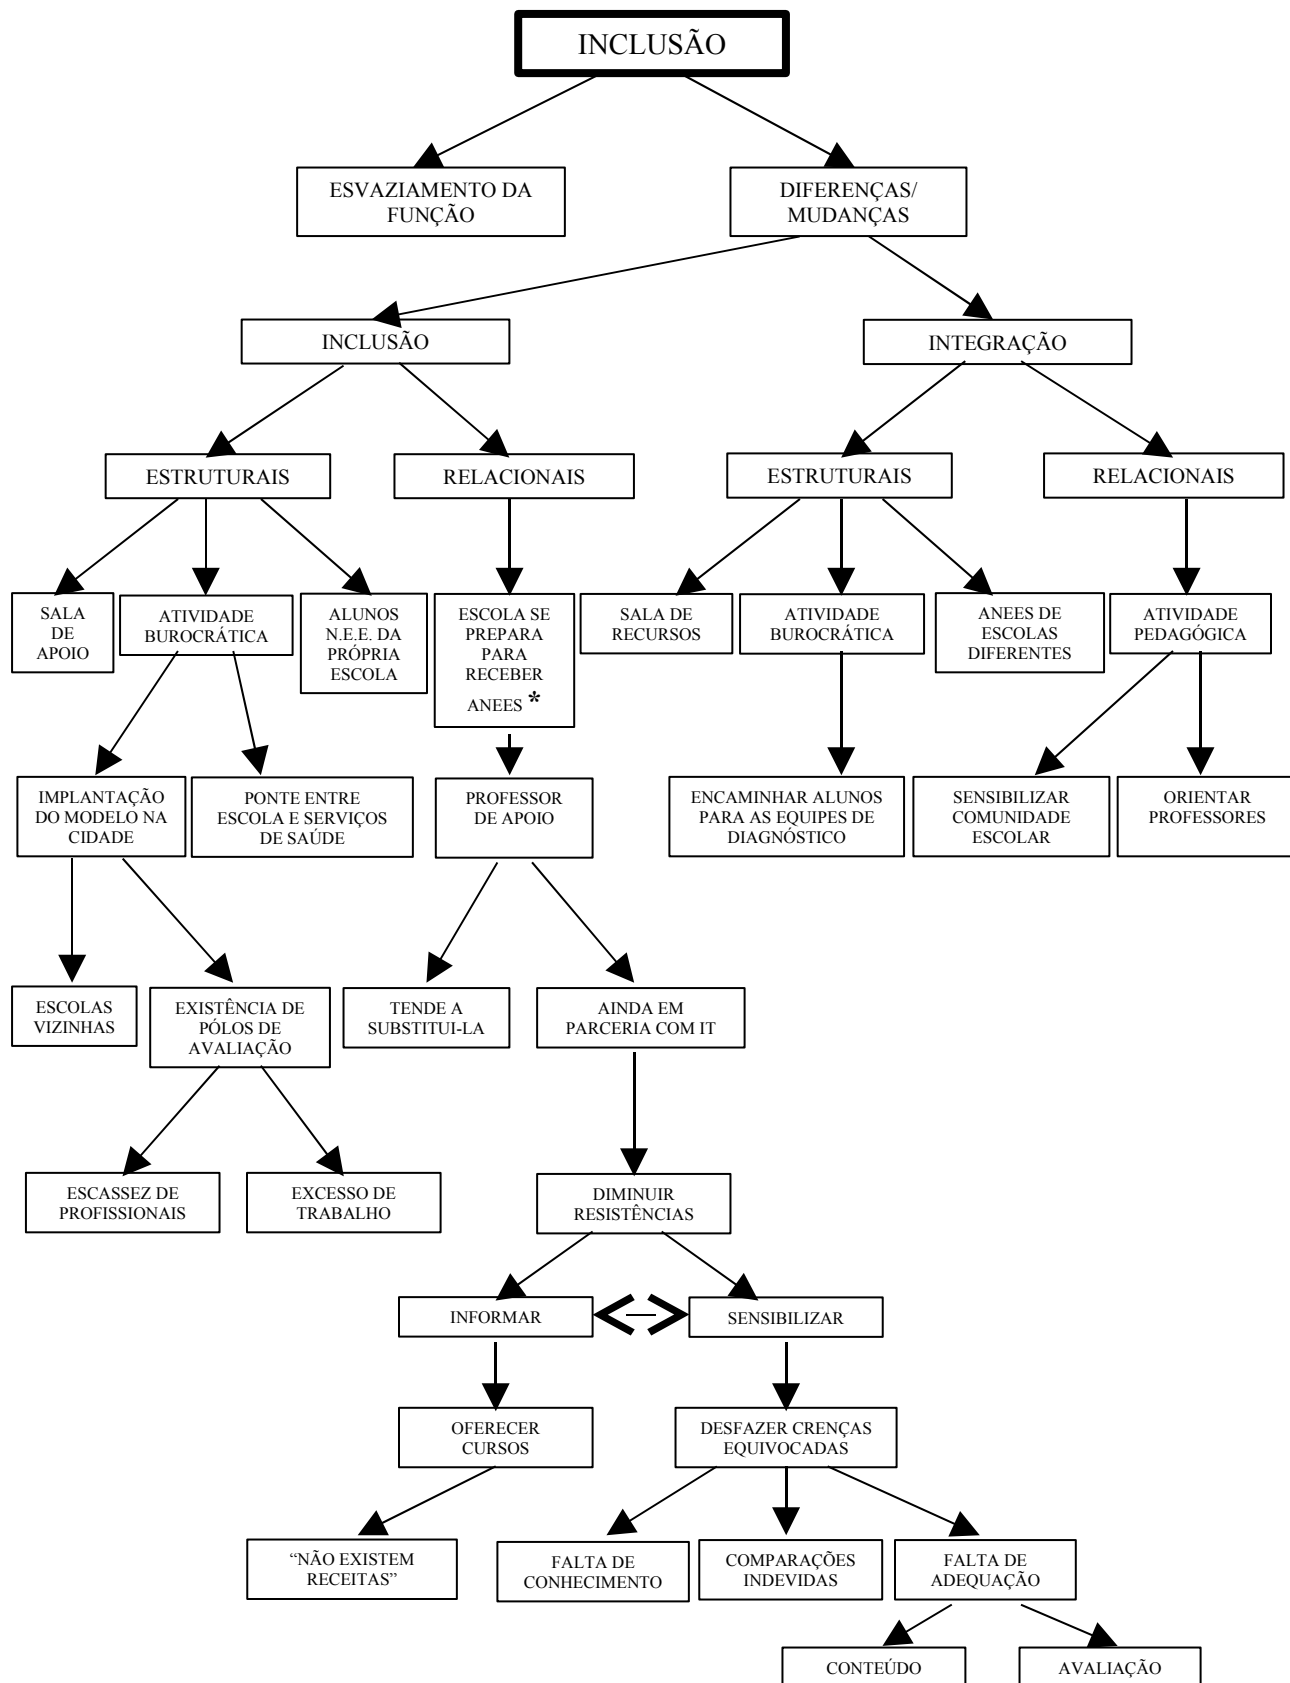 INCLUSÃO
ESVAZIAMENTO DA
FUNÇÃO
DIFERENÇAS/
MUDANÇAS
INCLUSÃO
INTEGRAÇÃO
ESTRUTURAIS
RELACIONAIS
ESTRUTURAIS
RELACIONAIS
SALA
DE
APOIO
ATIVIDADE
BUROCRÁTICA
ALUNOS
N.E.E. DA
PRÓPRIA
ESCOLA
ESCOLA SE
PREPARA
PARA
RECEBER
ANEES *
SALA DE
RECURSOS
ATIVIDADE
BUROCRÁTICA
ANEES DE
ESCOLAS
DIFERENTES
ATIVIDADE
PEDAGÓGICA
IMPLANTAÇÃO
DO MODELO NA
CIDADE
PONTE ENTRE
ESCOLA E SERVIÇOS
DE SAÚDE
PROFESSOR
DE APOIO
ENCAMINHAR ALUNOS
PARA AS EQUIPES DE
DIAGNÓSTICO
SENSIBILIZAR
COMUNIDADE
ESCOLAR
ORIENTAR
PROFESSORES
ESCOLAS
VIZINHAS
EXISTÊNCIA DE
PÓLOS DE
AVALIAÇÃO
TENDE A
SUBSTITUI-LA
AINDA EM
PARCERIA COM IT
ESCASSEZ DE
PROFISSIONAIS
EXCESSO DE
TRABALHO
DIMINUIR
RESISTÊNCIAS
INFORMAR
SENSIBILIZAR
OFERECER
CURSOS
DESFAZER CRENÇAS
EQUIVOCADAS
“NÃO EXISTEM
RECEITAS”
FALTA DE
CONHECIMENTO
COMPARAÇÕES
INDEVIDAS
FALTA DE
ADEQUAÇÃO
CONTEÚDO
AVALIAÇÃO